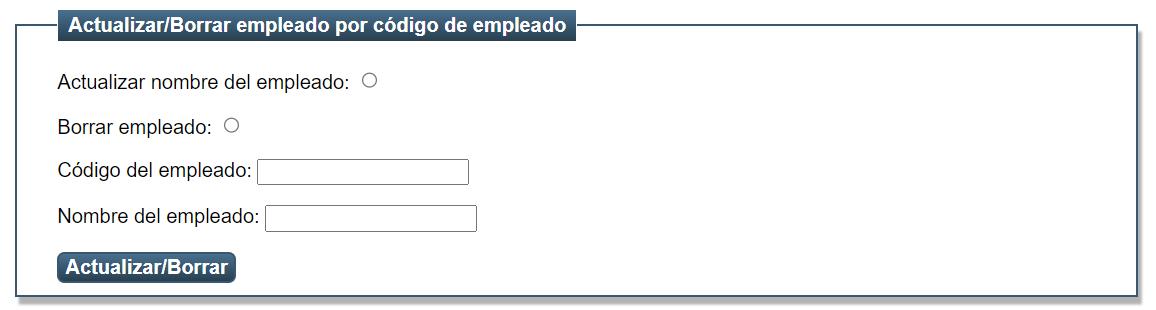 Actualizar/Borrar empleado por código de empleado
Actualizar nombre del empleado:
Borrar empleado:
Código del empleado:
Nombre del empleado:
Actualizar/Borrar